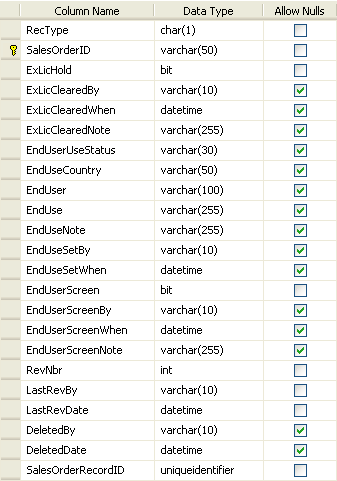 Column Name Data Type Allow Nulls
RecType char(1)
SalesOrderID varchar(50)
ExLicHold bit
ExLicClearedBy varchar(10)
ExLicClearedWhen datetime
ExLicClearedNote varchar(255)
EndUserUseStatus varchar(30)
EndUseCountry varchar(50)
EndUser varchar(100)
EndUse varchar(255)
EndUseNote varchar(255)
EndUseSetBy varchar(10)
EndUseSetWhen datetime
EndUserScreen bit
EndUserScreenBy varchar(10)
EndUserScreenWhen datetime
EndUserScreenNote varchar(255)
RevNbr int
LastRevBy varchar(10)
LastRevDate datetime
DeletedBy varchar(10)
DeletedDate datetime
SalesOrderRecordID uniqueidentifier